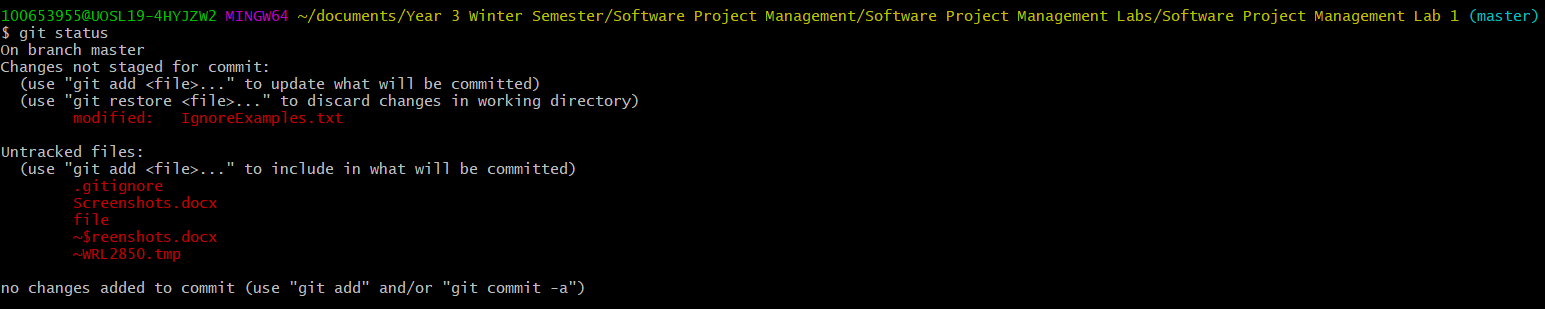 100653955@UOSL19-4HYJZW2 MINGW64 ~/documents/Year 3 Winter Semester/Software Project Management/Software Project Management Labs/Software Project Management Lab 1 (master)
$ git status
On branch master
Changes not staged for commit:
  (use "git add <file>..." to update what will be committed)
  (use "git restore <file>..." to discard changes in working directory)
        modified:   IgnoreExamples.txt

Untracked files:
  (use "git add <file>..." to include in what will be committed)
        .gitignore
        Screenshots.docx
        file
        ~$reenshots.docx
        ~WRL2850.tmp

no changes added to commit (use "git add" and/or "git commit -a")